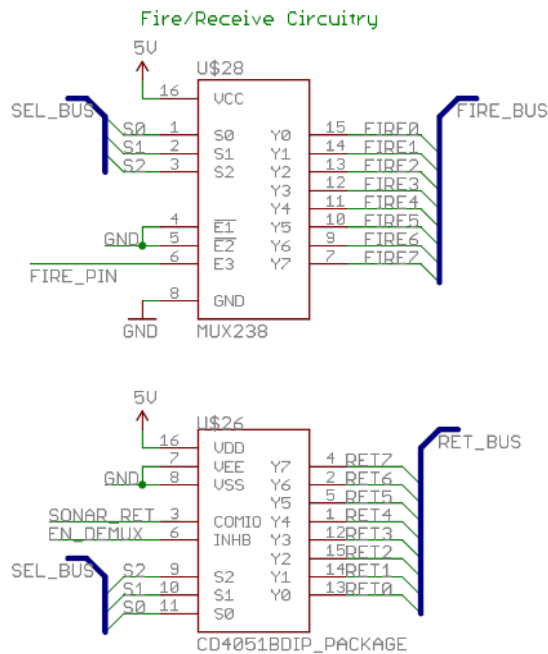 Fire/Receive Circuitry
5V
U$28
16 VCC
SEL_BUS
FIRE_BUS
S0 1 S0 Y0 15 FIRE0
S1 2 S1 Y1 14 FIRE1
S2 3 S2 Y2 13 FIRE2
Y3 12 FIRE3
Y4 11 FIRE4
4 E1 Y5 10 FIRE5
GND 5 E2 Y6 9 FIRE6
6 E3 Y7 7 FIRE7
FIRE_PIN
8 GND
GND
MUX238
5V
U$26
RET_BUS
16 VDD
7 VEE Y7 4 RET7
GND 8 VSS Y6 2 RET6
Y5 5 RET5
SONAR_RET 3 COMIO Y4 1 RET4
EN_DEMUX 6 INHB Y3 12 RET3
Y2 15 RET2
SEL_BUS
S2 9 S2 Y1 14 RET1
S1 10 S1 Y0 13 RET0
S0 11 S0
CD4051BDIP_PACKAGE